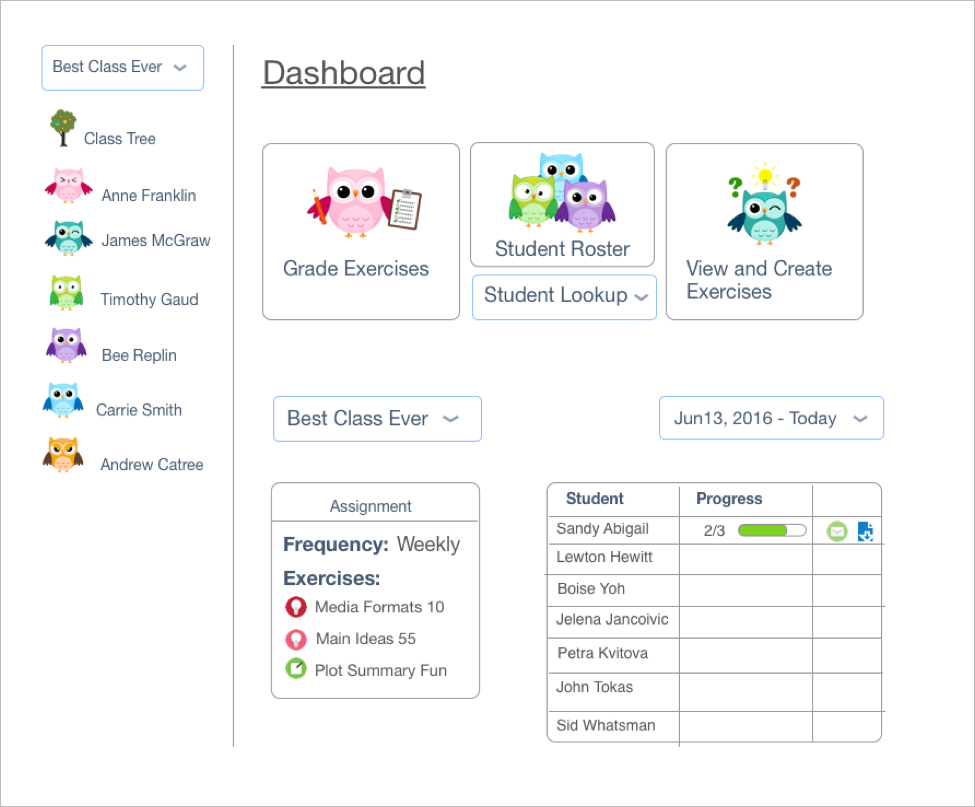 Best Class Ever
Class Tree
Anne Franklin
James McGraw
Timothy Gaud
Bee Replin
Carrie Smith
Andrew Catree
Dashboard
Grade Exercises
Student Roster
Student Lookup
View and Create
Exercises
Best Class Ever
Jun13, 2016 - Today
Assignment
Frequency: Weekly
Exercises:
Media Formats 10
Main Ideas 55
Plot Summary Fun
Student Progress
Sandy Abigail 2/3
Lewton Hewitt
Boise Yoh
Jelena Jancoivic
Petra Kvitova
John Tokas
Sid Whatsman